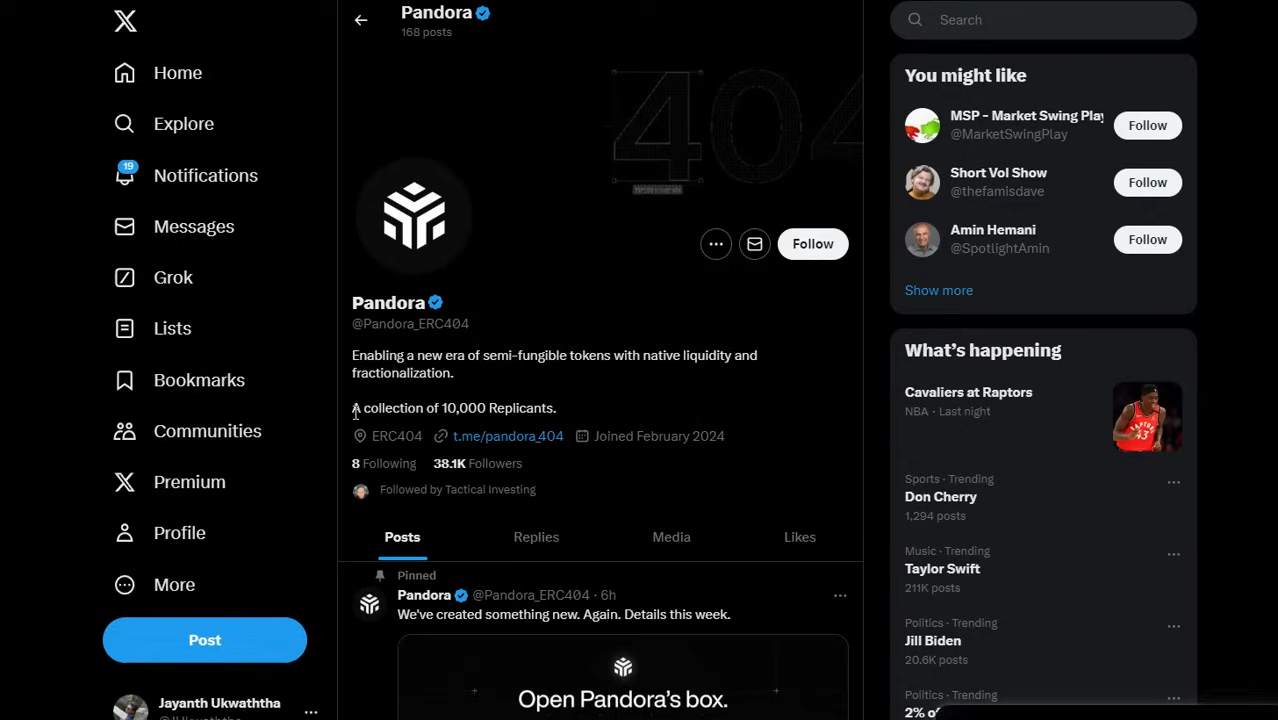 Home
Explore
19
Notifications
Messages
Grok
Lists
Bookmarks
Communities
Premium
Profile
More
Post
Jayanth Ukwaththa
Pandora
168 posts
404
Follow
Pandora
@Pandora_ERC404
Enabling a new era of semi-fungible tokens with native liquidity and
fractionalization.
A collection of 10,000 Replicants.
ERC404 t.me/pandora_404 Joined February 2024
8 Following 38.1K Followers
Followed by Tactical Investing
Posts Replies Media Likes
Pinned
Pandora @Pandora_ERC404 · 6h
We've created something new. Again. Details this week.
Open Pandora's box.
Search
You might like
MSP - Market Swing Play
@MarketSwingPlay
Follow
Short Vol Show
@thefamisdave
Follow
Amin Hemani
@SpotlightAmin
Follow
Show more
What's happening
Cavaliers at Raptors
NBA · Last night
Sports · Trending
Don Cherry
1,294 posts
Music · Trending
Taylor Swift
211K posts
Politics · Trending
Jill Biden
20.6K posts
Politics · Trending
2% of